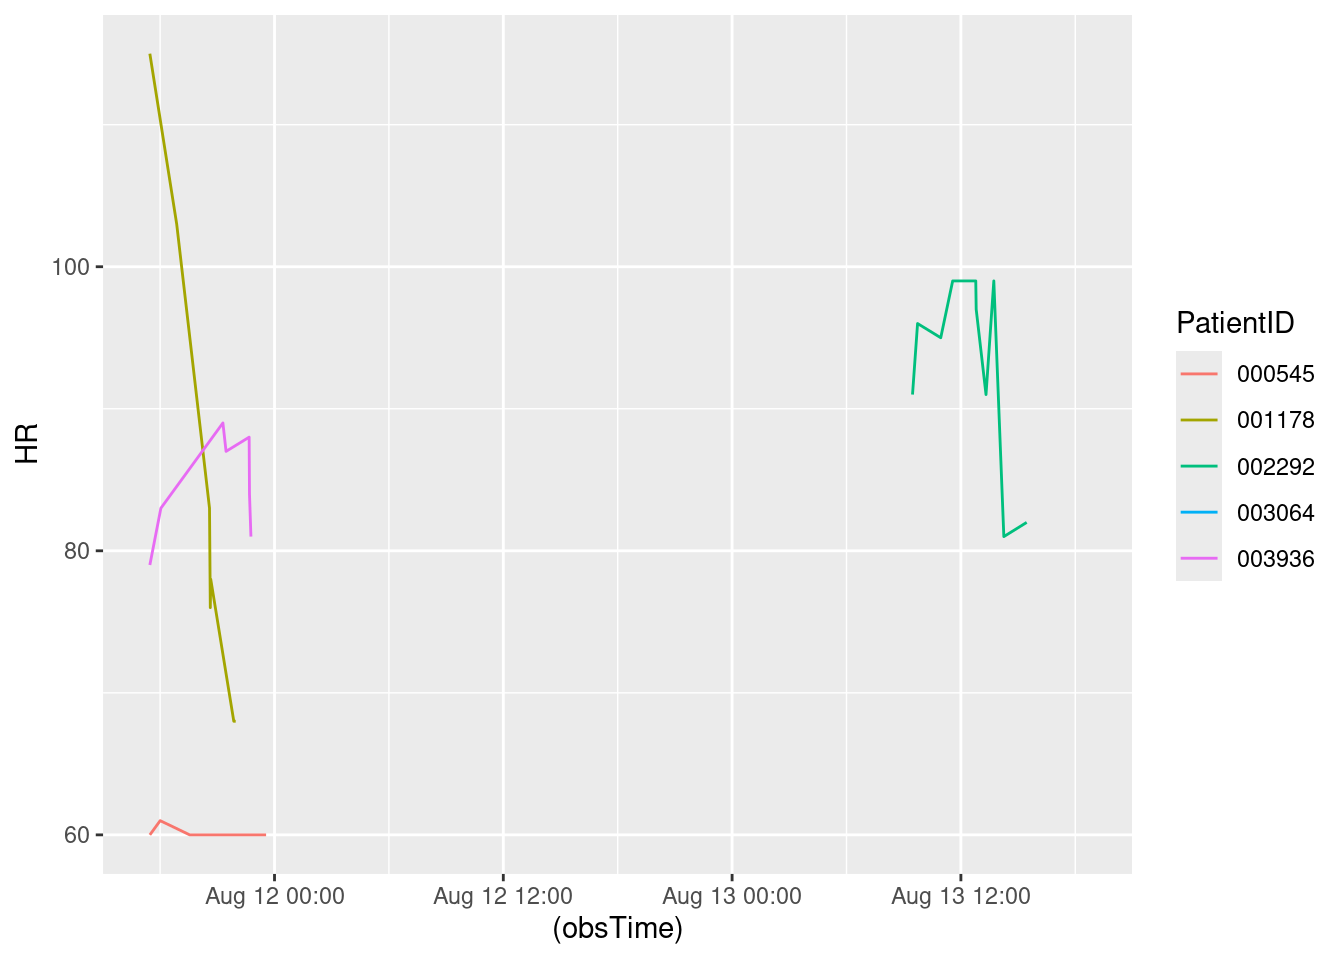 100
80
60
HR
Aug 12 00:00
Aug 12 12:00
Aug 13 00:00
Aug 13 12:00
(obsTime)
PatientID
000545
001178
002292
003064
003936